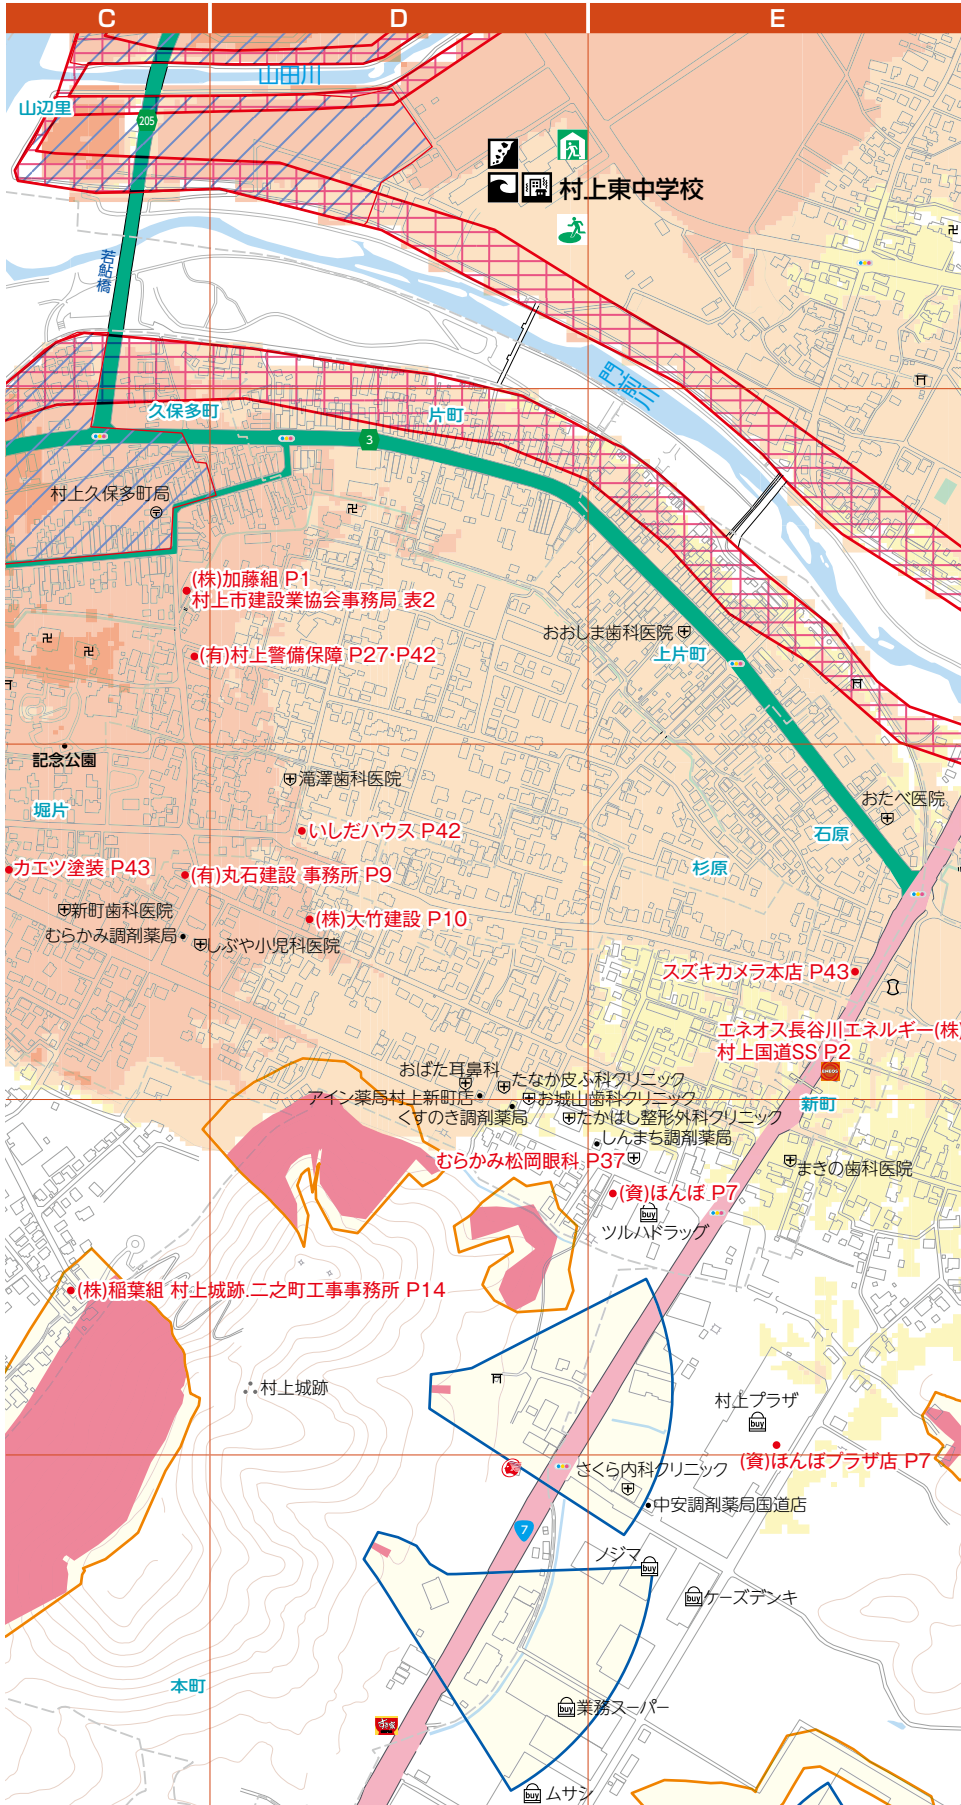 C
D
E
山田川
山辺里
205
村上東中学校
若鮎橋
門前川
久保多町
片町
3
村上久保多町局
(株)加藤組 P1
村上市建設業協会事務局 表2
おおしま歯科医院
(有)村上警備保障 P27・P42
上片町
記念公園
滝澤歯科医院
おたべ医院
堀片
いしだハウス P42
石原
カエツ塗装 P43
(有)丸石建設 事務所 P9
杉原
新町歯科医院
(株)大竹建設 P10
むらかみ調剤薬局
しぶや小児科医院
スズキカメラ本店 P43
エネオス長谷川エネルギー(株)
村上国道SS P2
ENEOS
おばた耳鼻科
たなか皮ふ科クリニック
アイン薬局村上新町店
お城山歯科クリニック
新町
くすのき調剤薬局
たかはし整形外科クリニック
しんまち調剤薬局
むらかみ松岡眼科 P37
まきの歯科医院
(資)ほんぽ P7
buy
ツルハドラッグ
(株)稲葉組 村上城跡.二之町工事事務所 P14
村上城跡
村上プラザ
buy
(資)ほんぽプラザ店 P7
さくら内科クリニック
中安調剤薬局国道店
7
ノジマ
buy
buy
ケーズデンキ
本町
buy
業務スーパー
すき家
buy
ムサシ